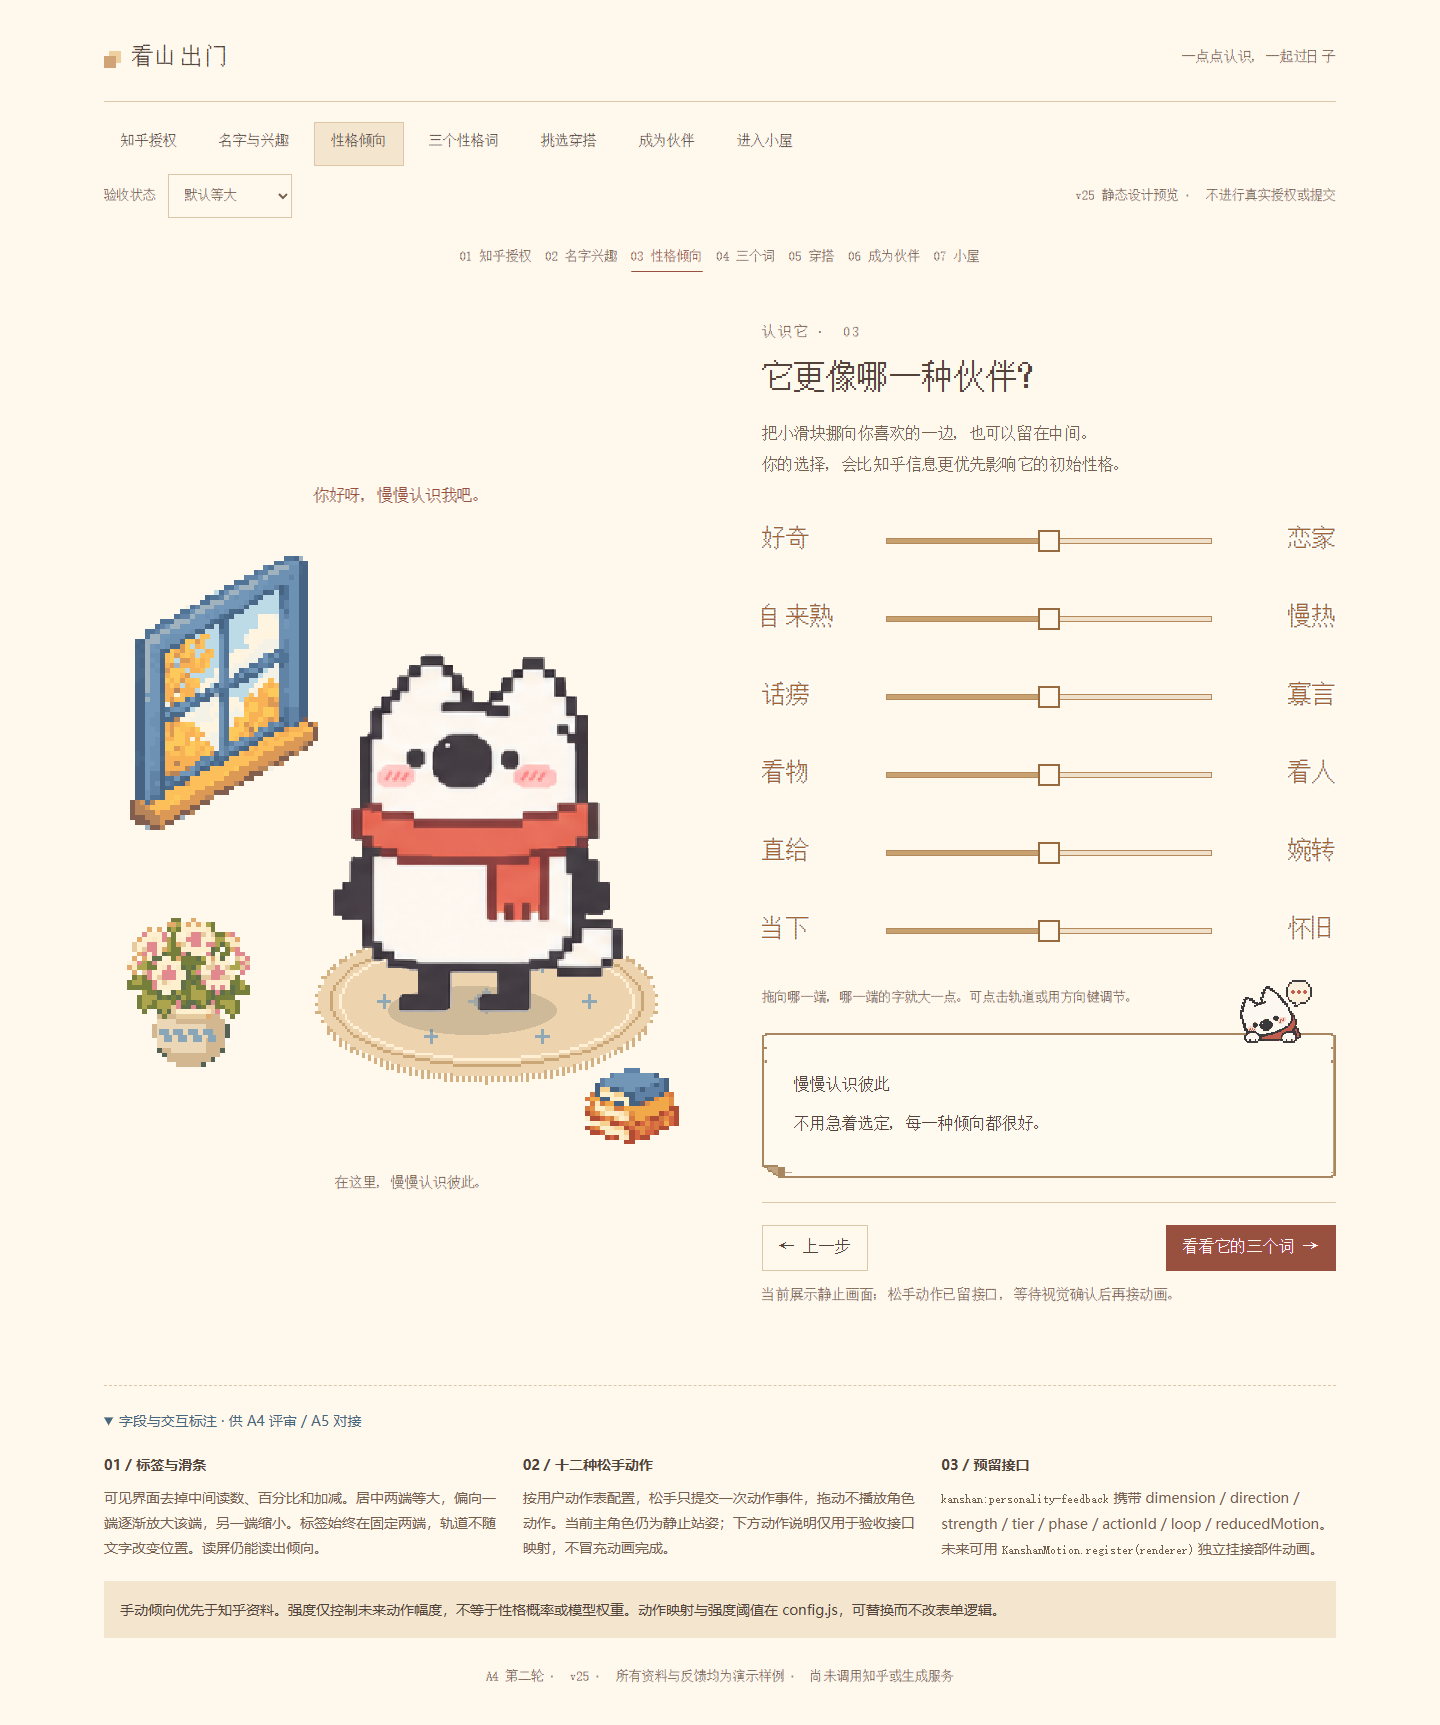 看山出门
一点点认识，一起过日子
知乎授权 名字与兴趣 性格倾向 三个性格词 挑选穿搭 成为伙伴 进入小屋
验收状态 默认等大
v25 静态设计预览 · 不进行真实授权或提交
01 知乎授权 02 名字兴趣 03 性格倾向 04 三个词 05 穿搭 06 成为伙伴 07 小屋
认识它 · 03
它更像哪一种伙伴？
把小滑块挪向你喜欢的一边，也可以留在中间。
你的选择，会比知乎信息更优先影响它的初始性格。
你好呀，慢慢认识我吧。
好奇 恋家
自来熟 慢热
话痨 寡言
看物 看人
直给 婉转
当下 怀旧
拖向哪一端，哪一端的字就大一点。可点击轨道或用方向键调节。
慢慢认识彼此
不用急着选定，每一种倾向都很好。
在这里，慢慢认识彼此。
← 上一步
看看它的三个词 →
当前展示静止画面；松手动作已留接口，等待视觉确认后再接动画。
▼ 字段与交互标注 · 供 A4 评审 / A5 对接
01 / 标签与滑条
可见界面去掉中间读数、百分比和加减。居中两端等大，偏向一
端逐渐放大该端，另一端缩小。标签始终在固定两端，轨道不随
文字改变位置。读屏仍能读出倾向。
02 / 十二种松手动作
按用户动作表配置，松手只提交一次动作事件，拖动不播放角色
动作。当前主角色仍为静止站姿；下方动作说明仅用于验收接口
映射，不冒充动画完成。
03 / 预留接口
kanshan:personality-feedback 携带 dimension / direction /
strength / tier / phase / actionId / loop / reducedMotion。
未来可用 KanshanMotion.register(renderer) 独立挂接部件动画。
手动倾向优先于知乎资料。强度仅控制未来动作幅度，不等于性格概率或模型权重。动作映射与强度阈值在 config.js，可替换而不改表单逻辑。
A4 第二轮 · v25 · 所有资料与反馈均为演示样例 · 尚未调用知乎或生成服务